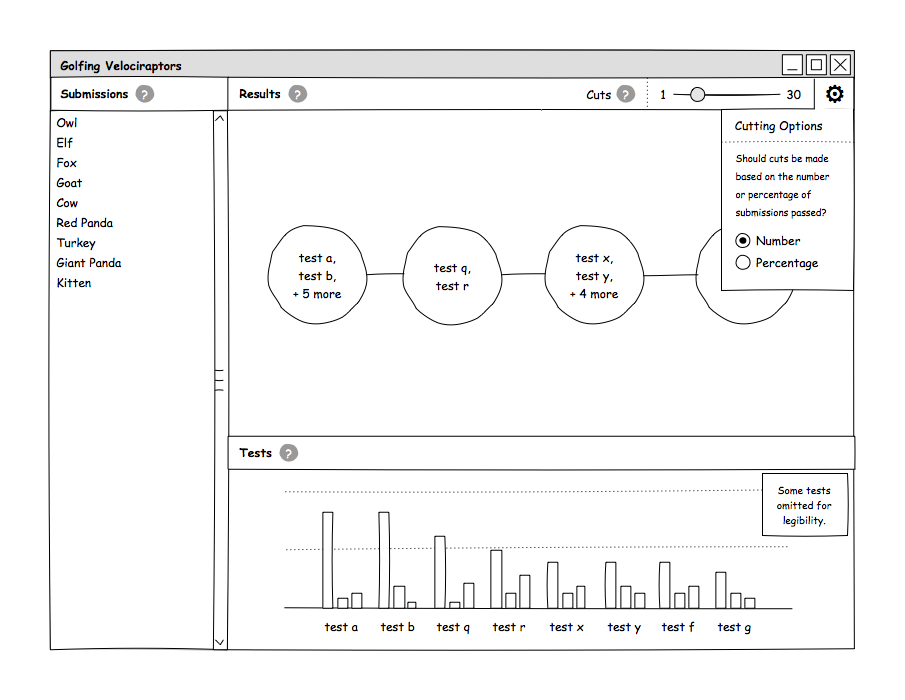 Golfing Velociraptors
Submissions ?
Results ?
Cuts ? 1 30
Owl
Elf
Fox
Goat
Cow
Red Panda
Turkey
Giant Panda
Kitten
Cutting Options
Should cuts be made
based on the number
or percentage of
submissions passed?
Number
Percentage
test a,
test b,
+ 5 more
test q,
test r
test x,
test y,
+ 4 more
Tests ?
Some tests
omitted for
legibility.
test a test b test q test r test x test y test f test g